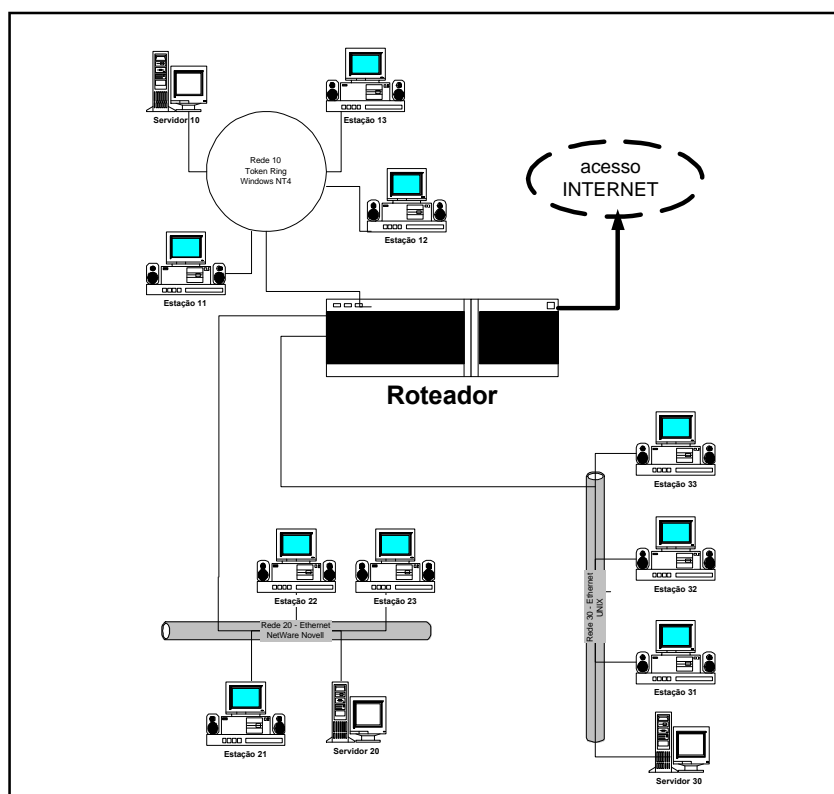 Servidor 10
Estação 13
Rede 10
Token Ring
Windows NT4
acesso
INTERNET
Estação 12
Estação 11
Roteador
Estação 33
Estação 22
Estação 23
Estação 32
Rede 20 - Ethernet
NetWare Novell
Rede 30 - Ethernet
UNIX
Estação 31
Estação 21
Servidor 20
Servidor 30